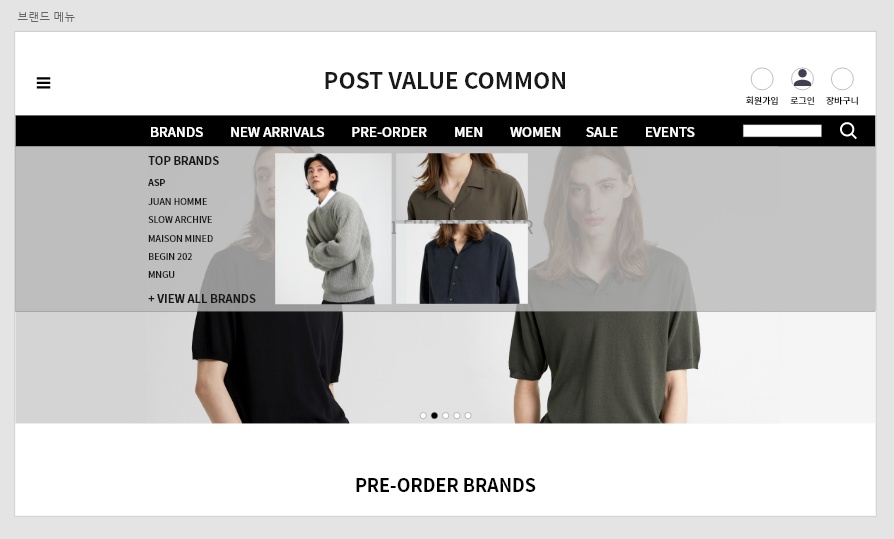 브랜드 메뉴
POST VALUE COMMON
회원가입 로그인 장바구니
BRANDS NEW ARRIVALS PRE-ORDER MEN WOMEN SALE EVENTS
TOP BRANDS
ASP
JUAN HOMME
SLOW ARCHIVE
MAISON MINED
BEGIN 202
MNGU
+ VIEW ALL BRANDS
PRE-ORDER BRANDS